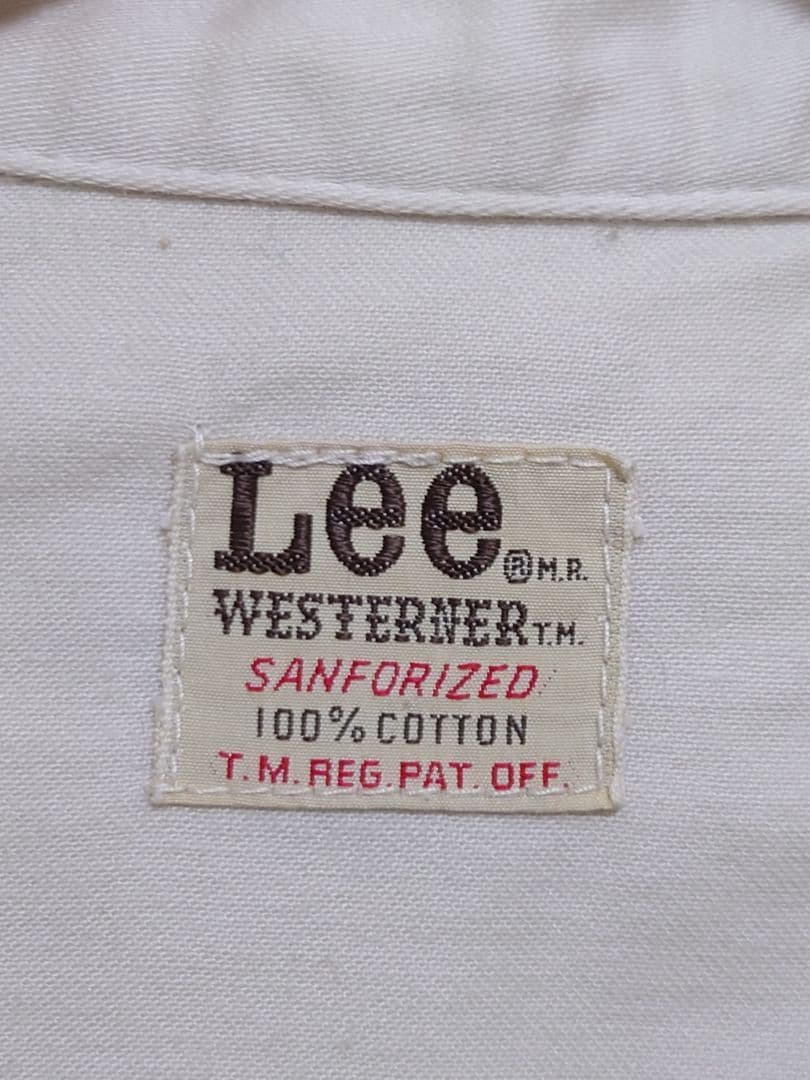 Lee ® M.R.
WESTERNER T.M.
SANFORIZED
100% COTTON
T.M. REG. PAT. OFF.